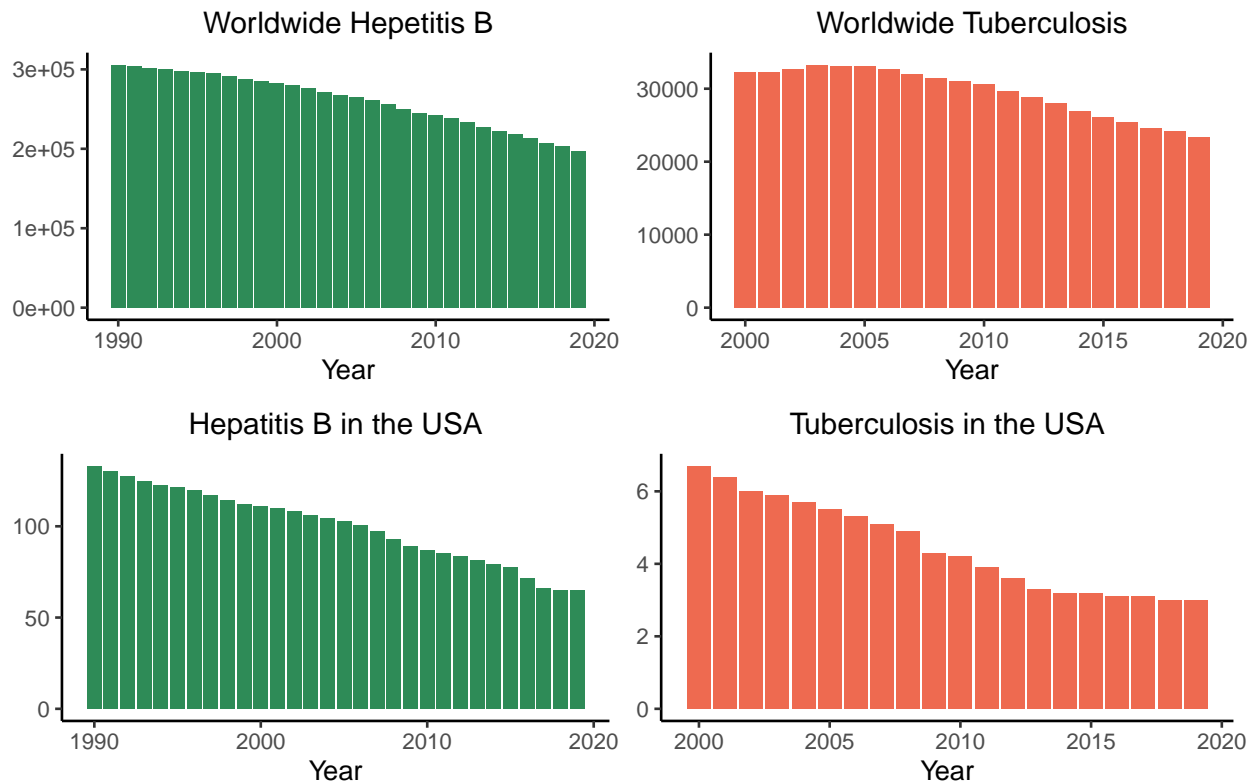 Worldwide Hepetitis B
3e+05
2e+05
1e+05
0e+00
1990 2000 2010 2020
Year
Worldwide Tuberculosis
30000
20000
10000
0
2000 2005 2010 2015 2020
Year
Hepatitis B in the USA
100
50
0
1990 2000 2010 2020
Year
Tuberculosis in the USA
6
4
2
0
2000 2005 2010 2015 2020
Year